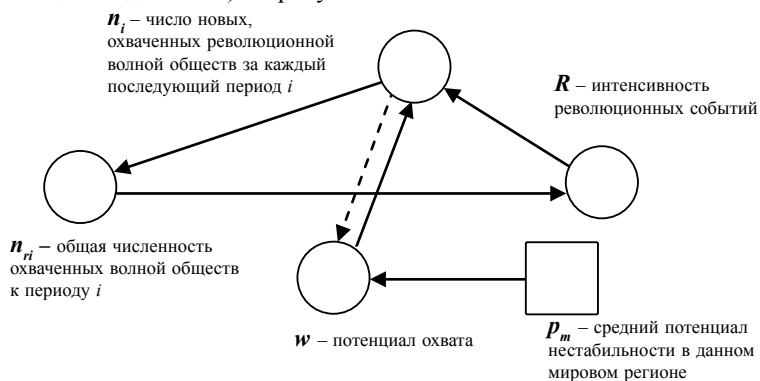 n_i – число новых,
охваченных революционной
волной обществ за каждый
последующий период i
R – интенсивность
революционных событий
n_ri – общая численность
охваченных волной обществ
к периоду i
w – потенциал охвата
p_m – средний потенциал
нестабильности в данном
мировом регионе